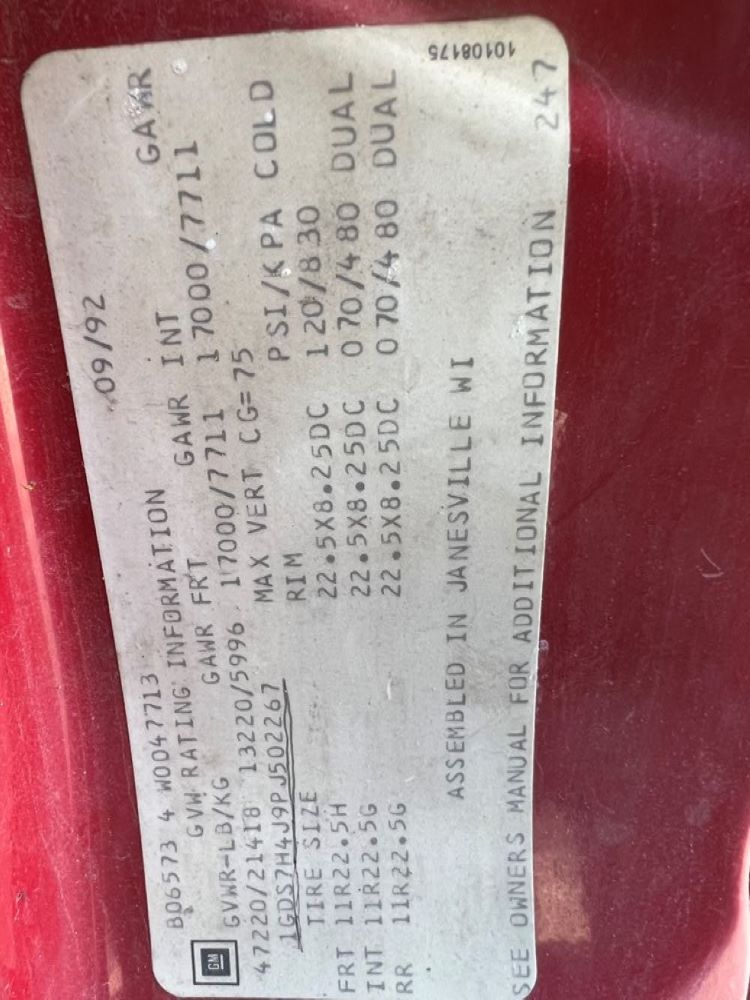 09/92
B06573 4 W0047713
GVW RATING INFORMATION
GM
GVWR-LB/KG GAWR FRT GAWR INT GAWR
47220/21418 13220/5996 17000/7711 17000/7711
1GDS7H4J9PJ502267 MAX VERT CG=75
TIRE SIZE RIM PSI/KPA COLD
FRT 11R22.5H 22.5X8.25DC 120/830
INT 11R22.5G 22.5X8.25DC 070/480 DUAL
RR 11R22.5G 22.5X8.25DC 070/480 DUAL
ASSEMBLED IN JANESVILLE WI
SEE OWNERS MANUAL FOR ADDITIONAL INFORMATION 247
10108175